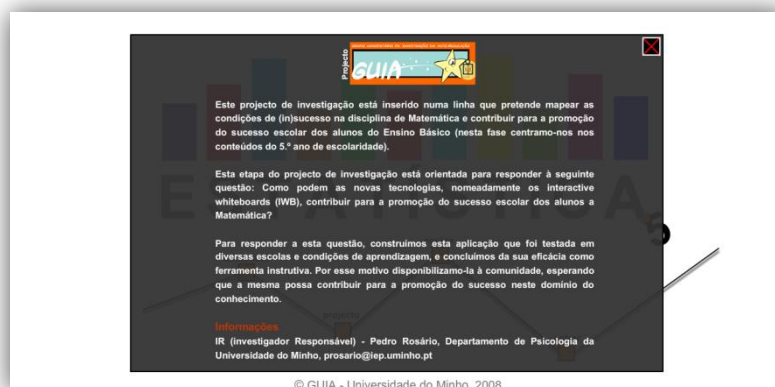 Projecto
GUIA
Este projecto de investigação está inserido numa linha que pretende mapear as
condições de (in)sucesso na disciplina de Matemática e contribuir para a promoção
do sucesso escolar dos alunos do Ensino Básico (nesta fase centramo-nos nos
conteúdos do 5.º ano de escolaridade).
Esta etapa do projecto de investigação está orientada para responder à seguinte
questão: Como podem as novas tecnologias, nomeadamente os interactive
whiteboards (IWB), contribuir para a promoção do sucesso escolar dos alunos a
Matemática?
Para responder a esta questão, construímos esta aplicação que foi testada em
diversas escolas e condições de aprendizagem, e concluímos da sua eficácia como
ferramenta instrutiva. Por esse motivo disponibilizamo-la à comunidade, esperando
que a mesma possa contribuir para a promoção do sucesso neste domínio do
conhecimento.
projecto
Informações
IR (investigador Responsável) - Pedro Rosário, Departamento de Psicologia da
Universidade do Minho, prosario@iep.uminho.pt
© GUIA - Universidade do Minho, 2008